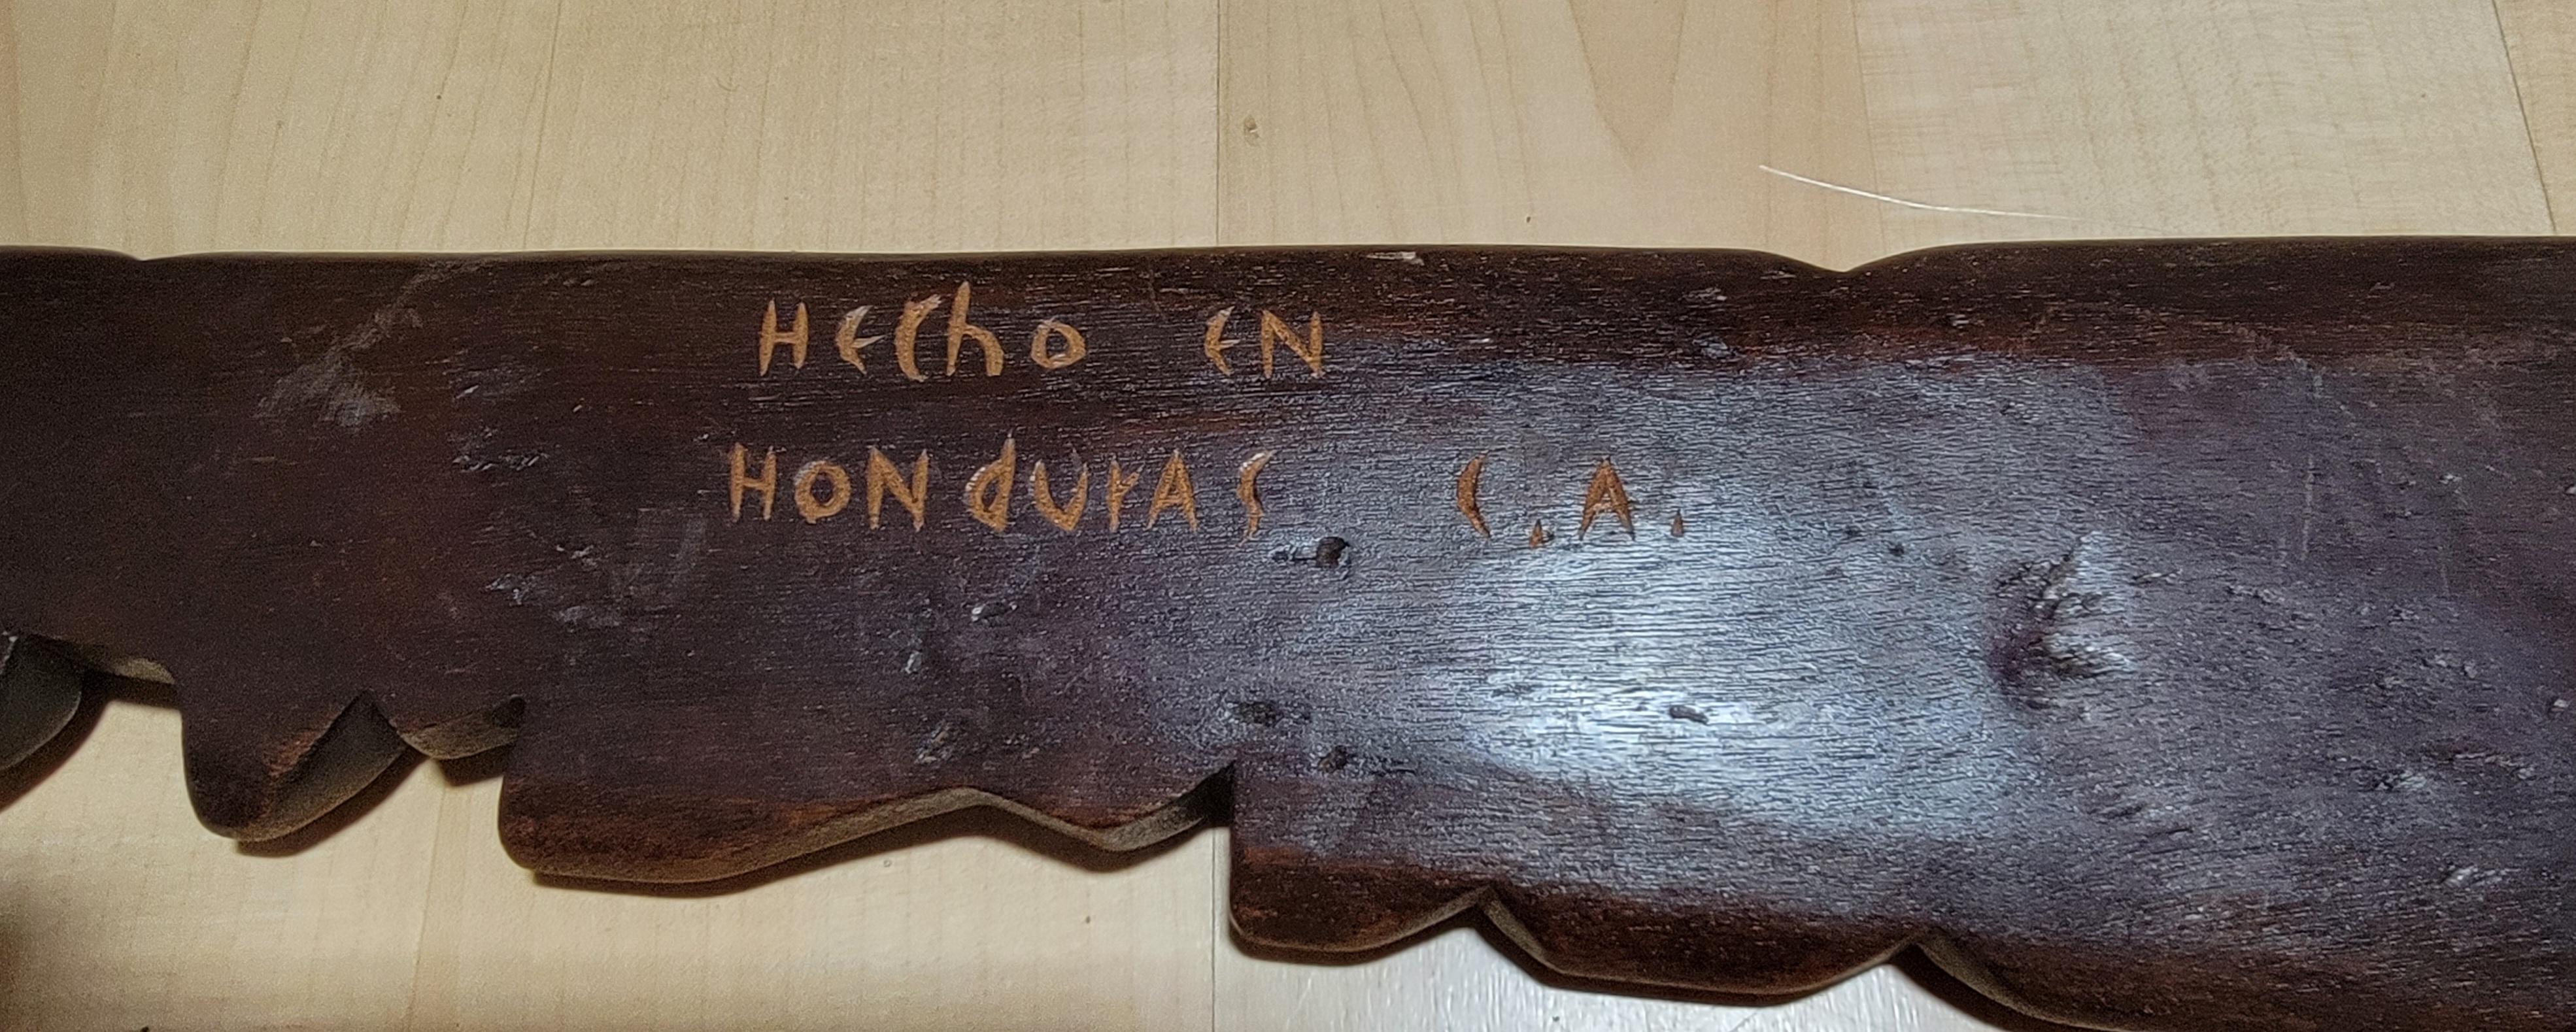 HeCho eN
HONdUrAS C.A.